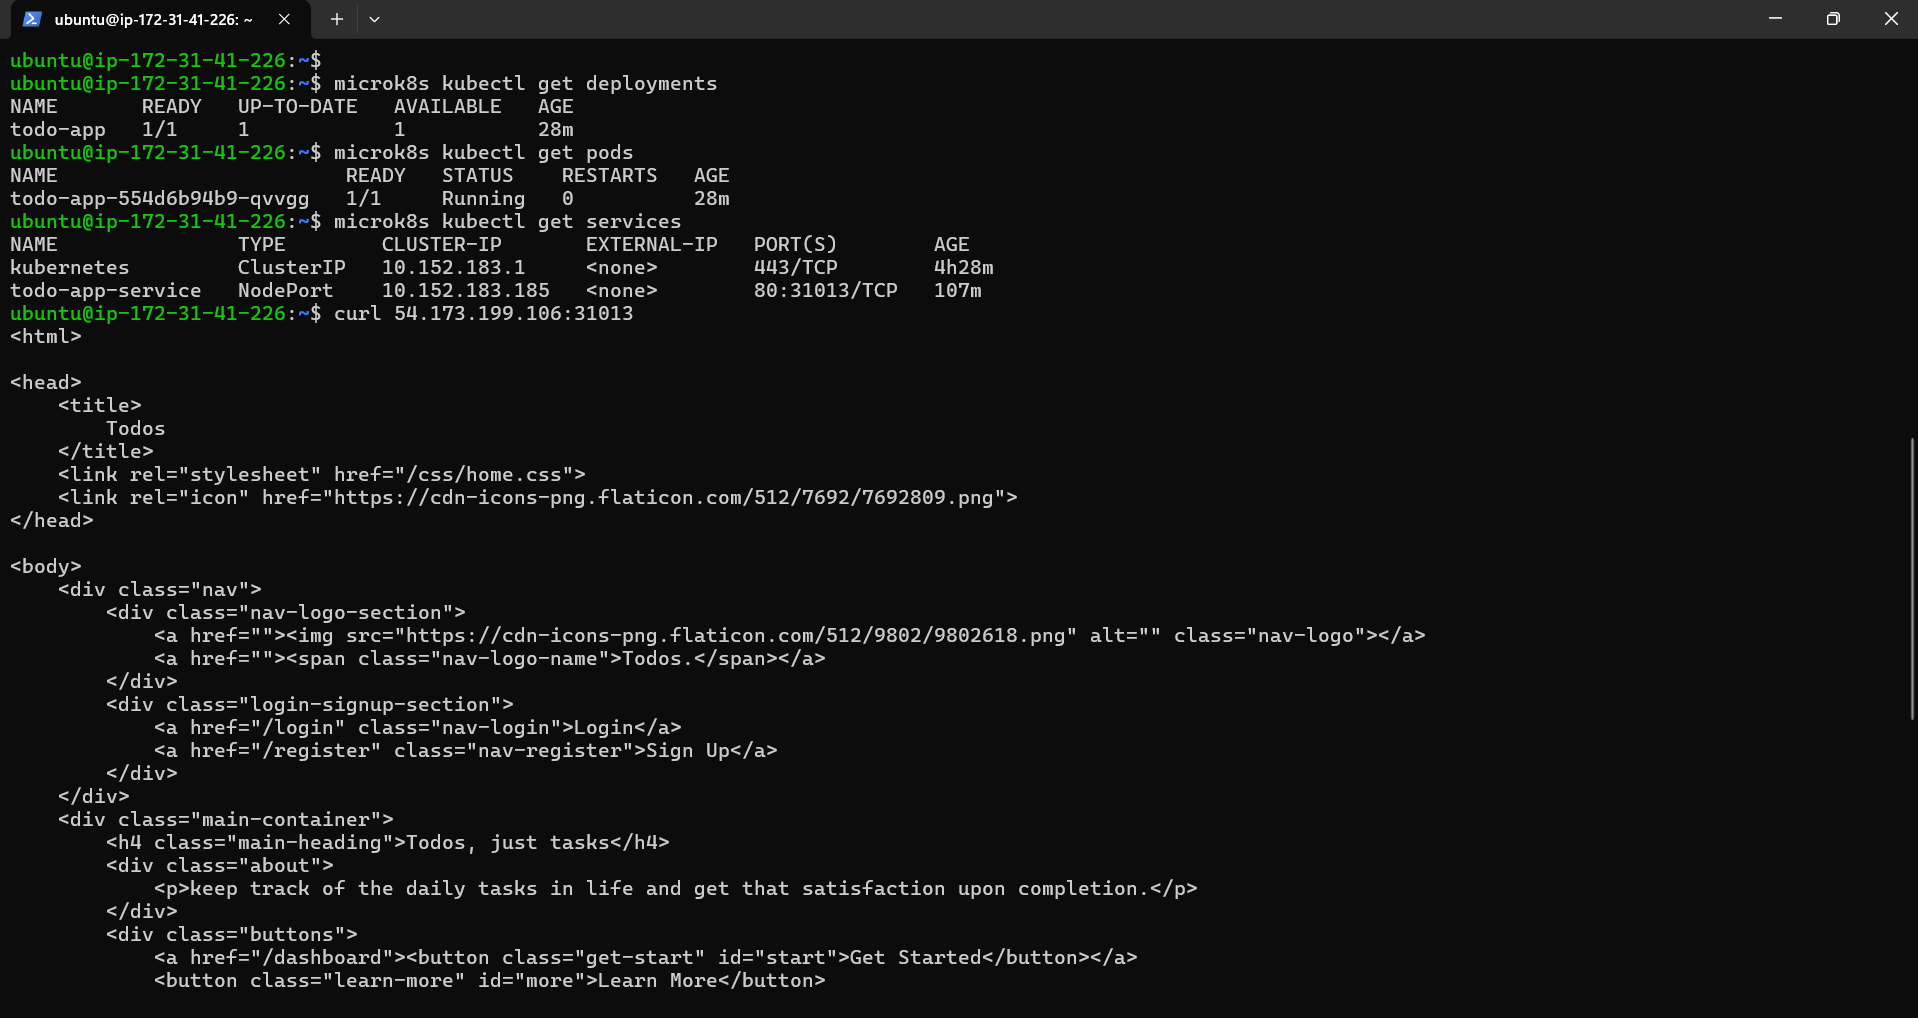 ubuntu@ip-172-31-41-226: ~
ubuntu@ip-172-31-41-226:~$
ubuntu@ip-172-31-41-226:~$ microk8s kubectl get deployments
NAME       READY   UP-TO-DATE   AVAILABLE   AGE
todo-app   1/1     1            1           28m
ubuntu@ip-172-31-41-226:~$ microk8s kubectl get pods
NAME                        READY   STATUS    RESTARTS   AGE
todo-app-554d6b94b9-qvvgg   1/1     Running   0          28m
ubuntu@ip-172-31-41-226:~$ microk8s kubectl get services
NAME               TYPE        CLUSTER-IP       EXTERNAL-IP   PORT(S)        AGE
kubernetes         ClusterIP   10.152.183.1     <none>        443/TCP        4h28m
todo-app-service   NodePort    10.152.183.185   <none>        80:31013/TCP   107m
ubuntu@ip-172-31-41-226:~$ curl 54.173.199.106:31013
<html>

<head>
    <title>
        Todos
    </title>
    <link rel="stylesheet" href="/css/home.css">
    <link rel="icon" href="https://cdn-icons-png.flaticon.com/512/7692/7692809.png">
</head>

<body>
    <div class="nav">
        <div class="nav-logo-section">
            <a href=""><img src="https://cdn-icons-png.flaticon.com/512/9802/9802618.png" alt="" class="nav-logo"></a>
            <a href=""><span class="nav-logo-name">Todos.</span></a>
        </div>
        <div class="login-signup-section">
            <a href="/login" class="nav-login">Login</a>
            <a href="/register" class="nav-register">Sign Up</a>
        </div>
    </div>
    <div class="main-container">
        <h4 class="main-heading">Todos, just tasks</h4>
        <div class="about">
            <p>keep track of the daily tasks in life and get that satisfaction upon completion.</p>
        </div>
        <div class="buttons">
            <a href="/dashboard"><button class="get-start" id="start">Get Started</button></a>
            <button class="learn-more" id="more">Learn More</button>